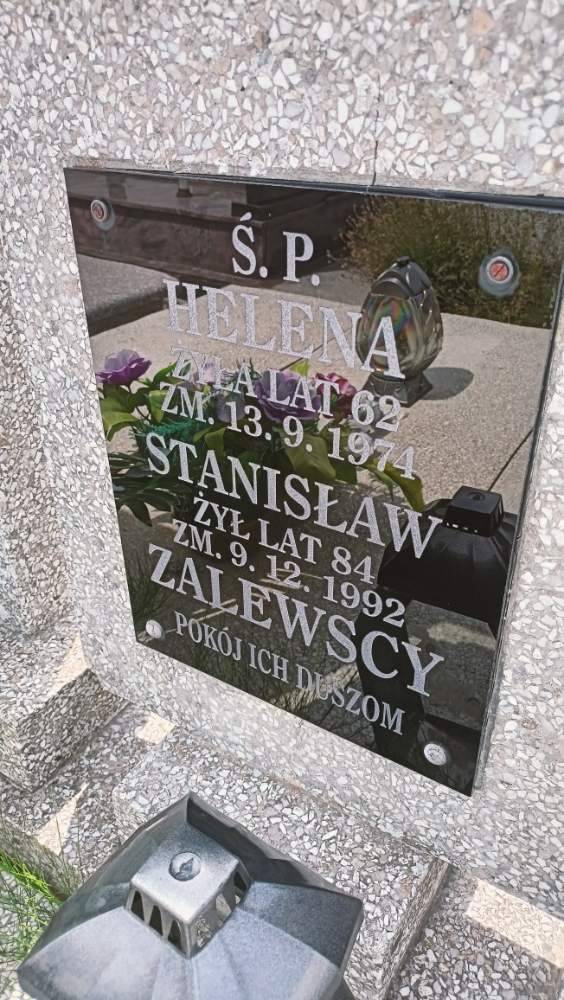 Ś. P.
HELENA
ŻYŁA LAT 62
ZM. 13. 9. 1974
STANISŁAW
ŻYŁ LAT 84
ZM. 9. 12. 1992
ZALEWSCY
POKÓJ ICH DUSZOM